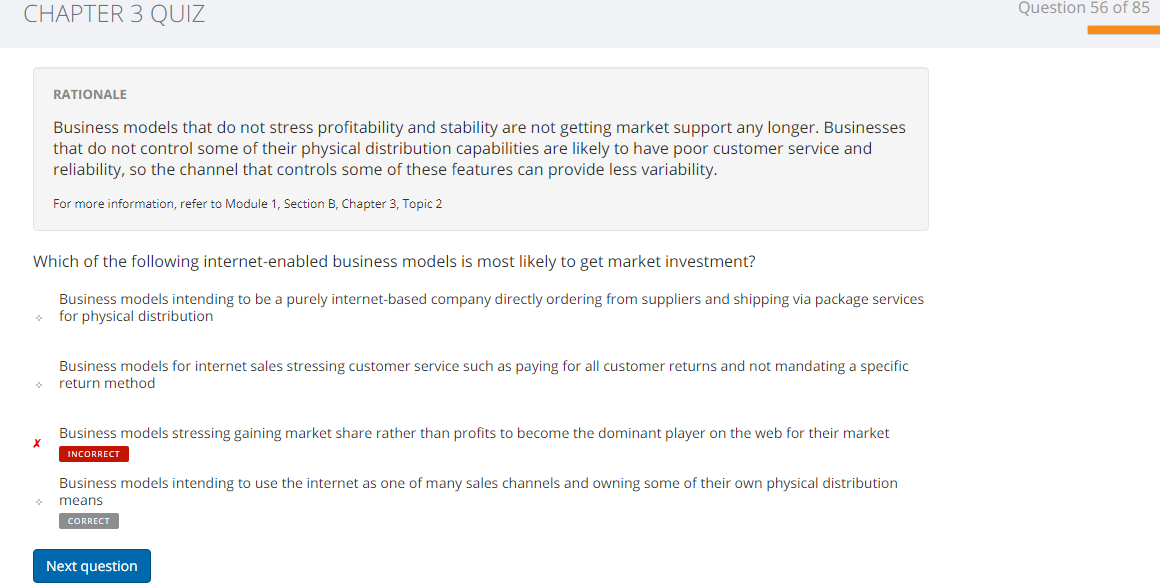 CHAPTER 3 QUIZ
Question 56 of 85
RATIONALE
Business models that do not stress profitability and stability are not getting market support any longer. Businesses
that do not control some of their physical distribution capabilities are likely to have poor customer service and
reliability, so the channel that controls some of these features can provide less variability.
For more information, refer to Module 1, Section B, Chapter 3, Topic 2
Which of the following internet-enabled business models is most likely to get market investment?
Business models intending to be a purely internet-based company directly ordering from suppliers and shipping via package services
for physical distribution
Business models for internet sales stressing customer service such as paying for all customer returns and not mandating a specific
return method
Business models stressing gaining market share rather than profits to become the dominant player on the web for their market
INCORRECT
Business models intending to use the internet as one of many sales channels and owning some of their own physical distribution
means
CORRECT
Next question